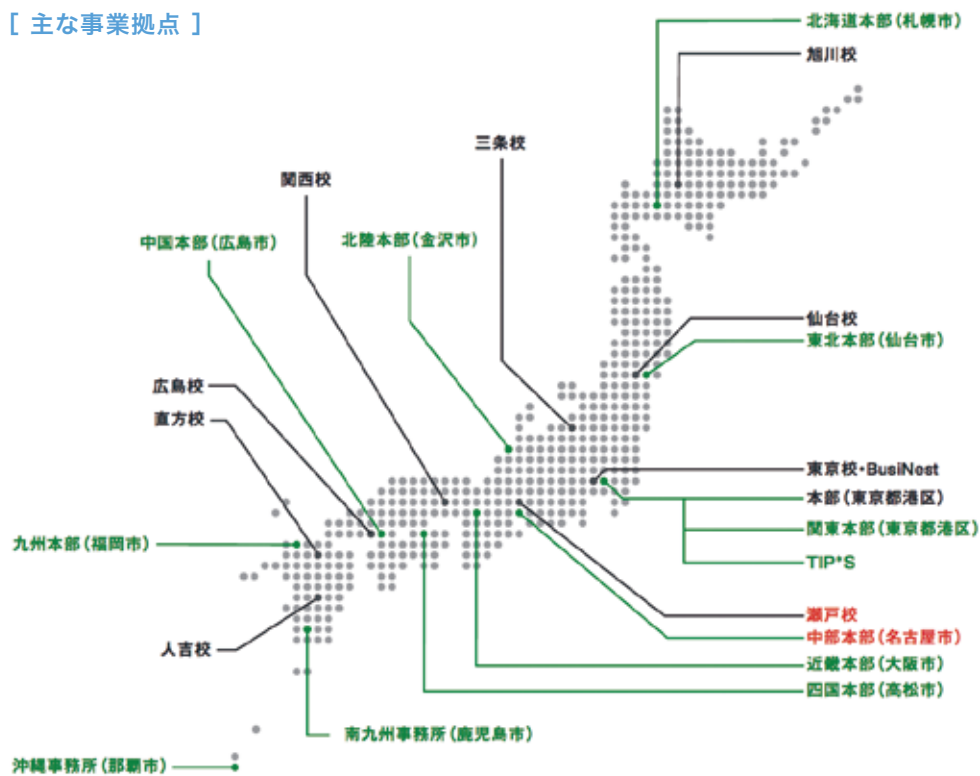 [ 主な事業拠点 ]
北海道本部（札幌市）
旭川校
三条校
関西校
中国本部（広島市）
北陸本部（金沢市）
仙台校
東北本部（仙台市）
広島校
直方校
東京校・BusiNest
本部（東京都港区）
関東本部（東京都港区）
TIP*S
九州本部（福岡市）
瀬戸校
中部本部（名古屋市）
人吉校
近畿本部（大阪市）
四国本部（高松市）
南九州事務所（鹿児島市）
沖縄事務所（那覇市）